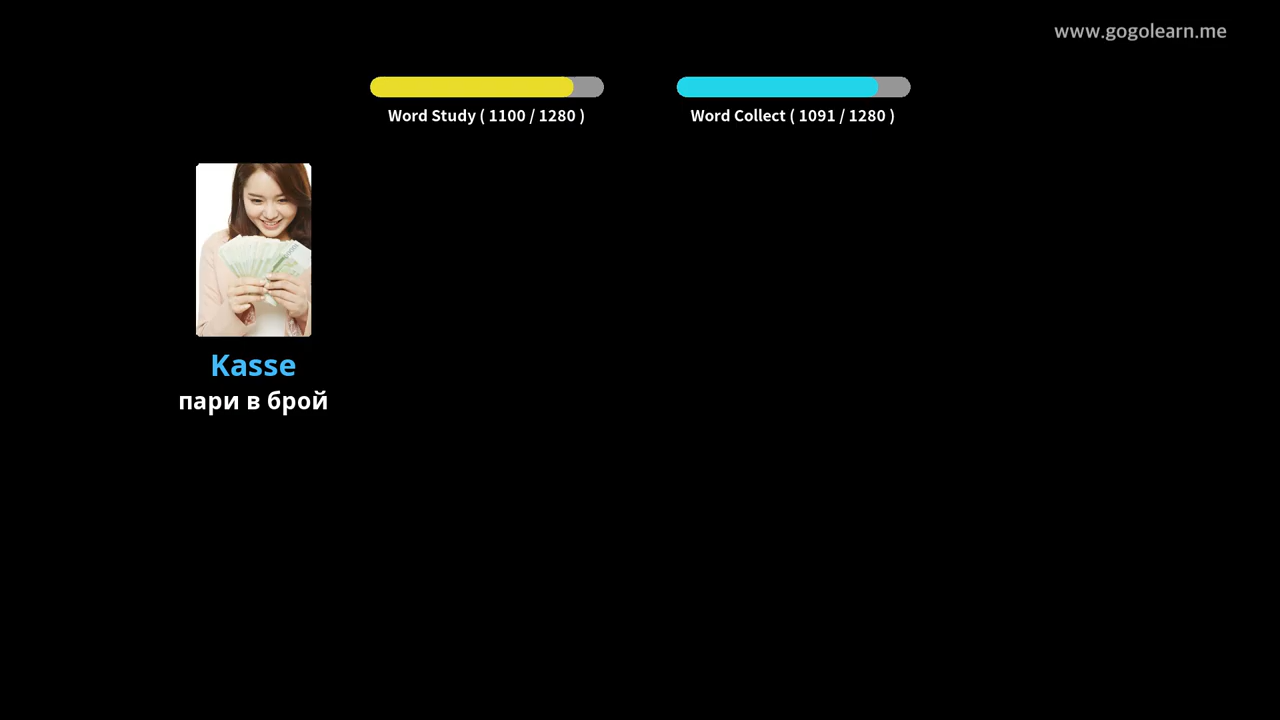 www.gogolearn.me
Word Study ( 1100 / 1280 )
Word Collect ( 1091 / 1280 )
Kasse
пари в брой